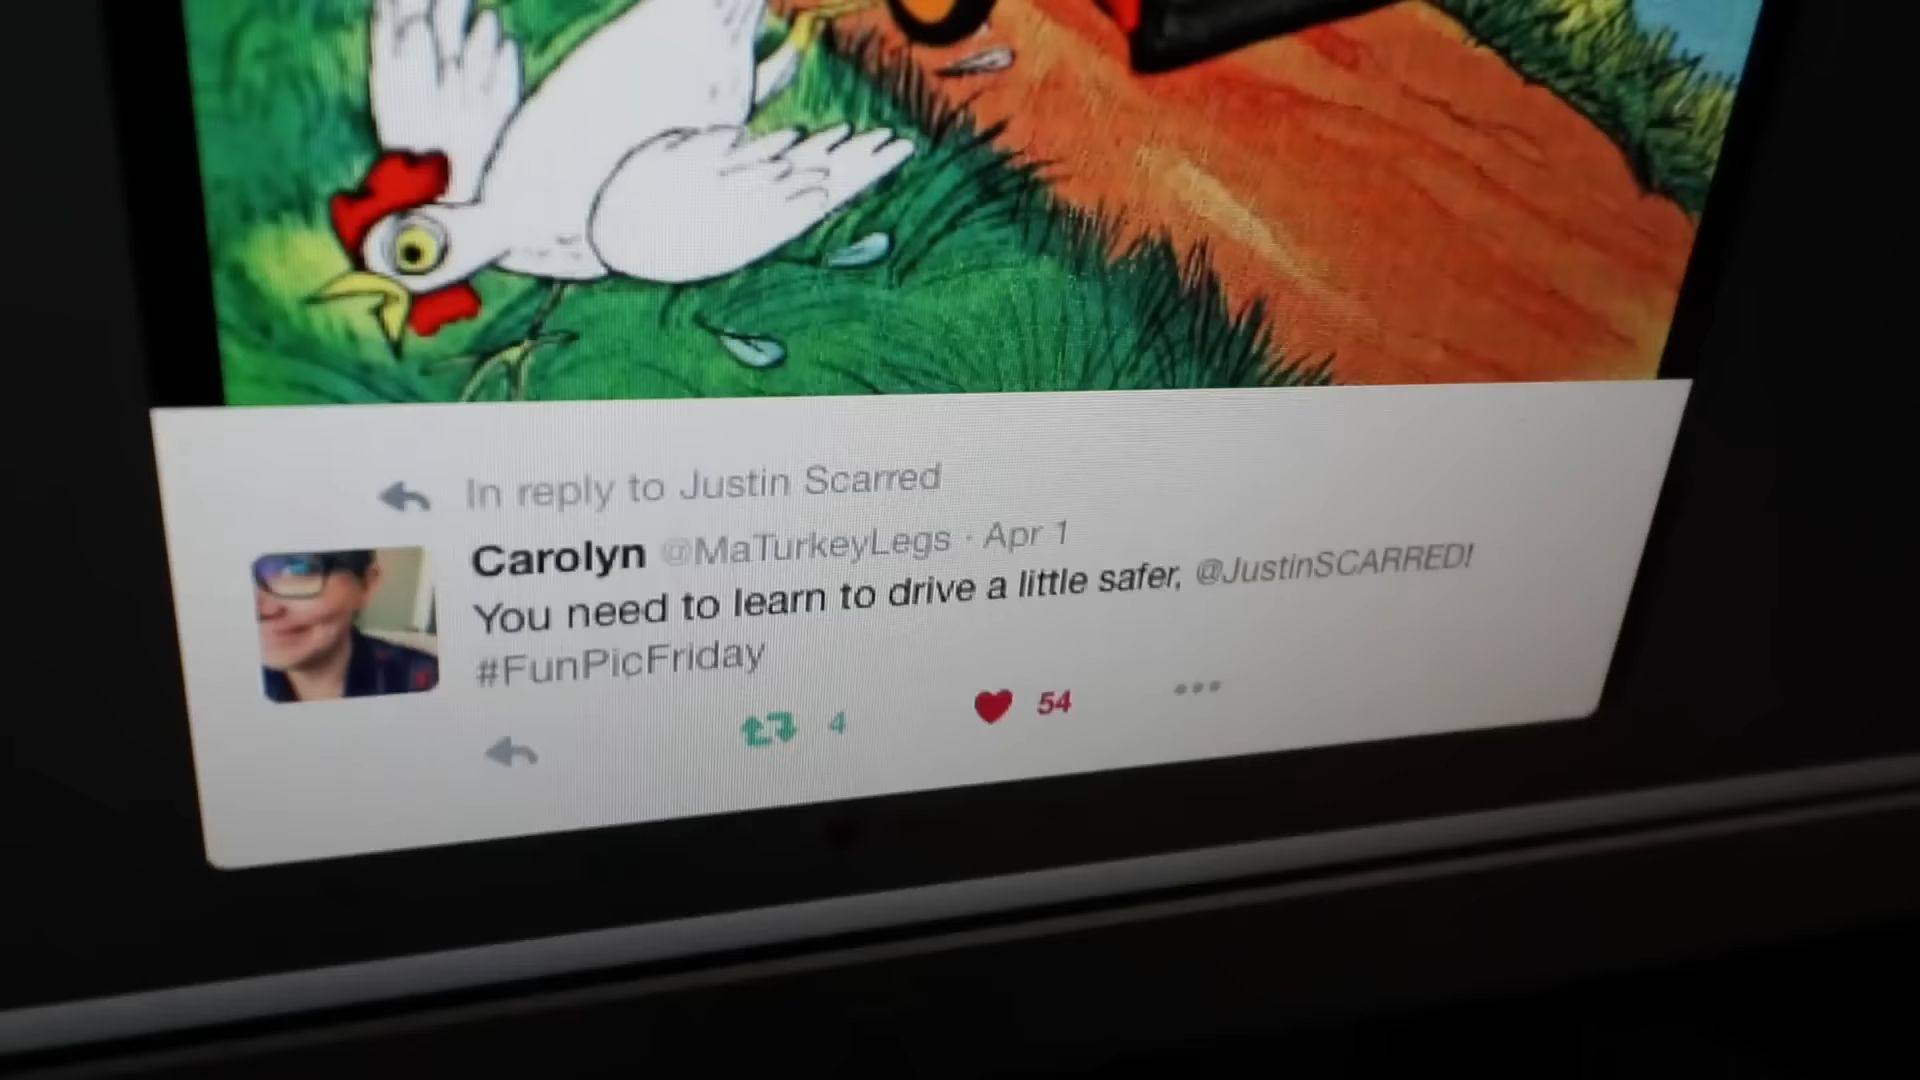 In reply to Justin Scarred
Carolyn @MaTurkeyLegs · Apr 1
You need to learn to drive a little safer, @JustinSCARRED!
#FunPicFriday
4 54